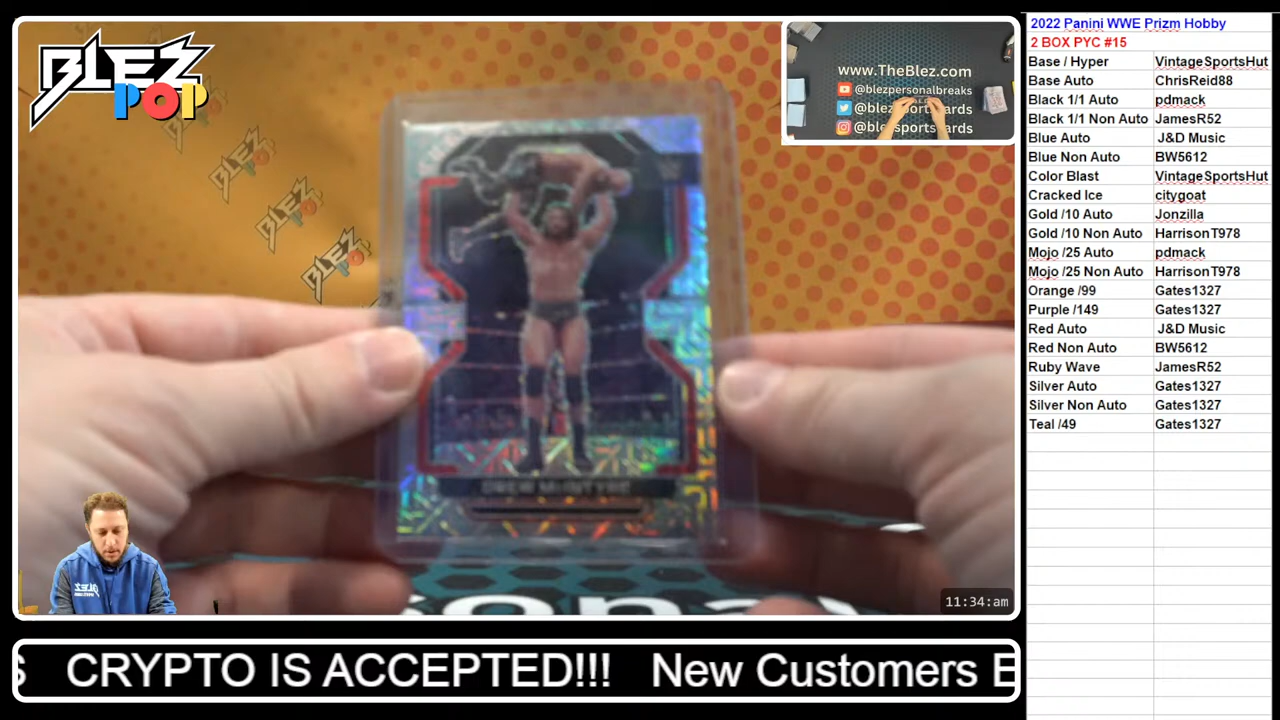 BLEZ
POP
www.TheBlez.com
@blezpersonalbreaks
DREW McINTYRE
11:34:am
S CRYPTO IS ACCEPTED!!! New Customers E
2022 Panini WWE Prizm Hobby
2 BOX PYC #15
Base / Hyper VintageSportsHut
Base Auto ChrisReid88
Black 1/1 Auto pdmack
Black 1/1 Non Auto JamesR52
Blue Auto J&D Music
Blue Non Auto BW5612
Color Blast VintageSportsHut
Cracked Ice citygoat
Gold /10 Auto Jonzilla
Gold /10 Non Auto HarrisonT978
Mojo /25 Auto pdmack
Mojo /25 Non Auto HarrisonT978
Orange /99 Gates1327
Purple /149 Gates1327
Red Auto J&D Music
Red Non Auto BW5612
Ruby Wave JamesR52
Silver Auto Gates1327
Silver Non Auto Gates1327
Teal /49 Gates1327